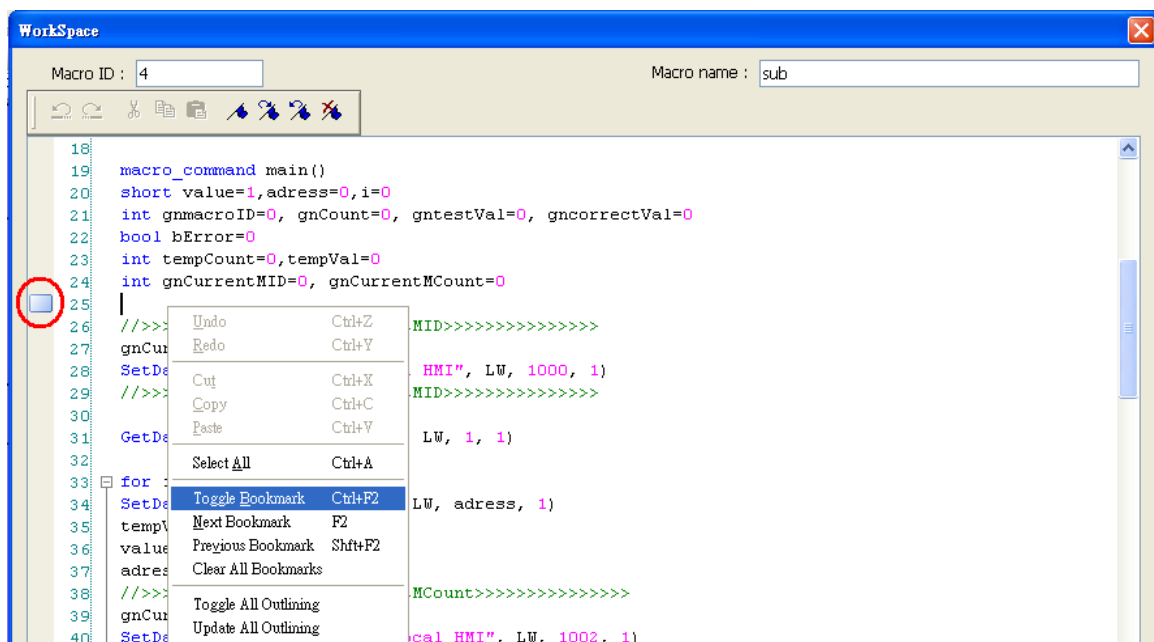 WorkSpace
Macro ID : 4 Macro name : sub
18
19 macro_command main()
20 short value=1,adress=0,i=0
21 int gnmacroID=0, gnCount=0, gntestVal=0, gncorrectVal=0
22 bool bError=0
23 int tempCount=0,tempVal=0
24 int gnCurrentMID=0, gnCurrentMCount=0
25
26 //>>> MID>>>>>>>>>>>>>>>
27 gnCur
28 SetDa HMI", LW, 1000, 1)
29 //>>> MID>>>>>>>>>>>>>>>
30
31 GetDa LW, 1, 1)
32
33 for
34 SetDa LW, adress, 1)
35 tempV
36 value
37 adres
38 //>>> MCount>>>>>>>>>>>>>>>
39 gnCur
40 SetDa cal HMI", LW, 1002, 1)
Undo Ctrl+Z
Redo Ctrl+Y
Cut Ctrl+X
Copy Ctrl+C
Paste Ctrl+V
Select All Ctrl+A
Toggle Bookmark Ctrl+F2
Next Bookmark F2
Previous Bookmark Shft+F2
Clear All Bookmarks
Toggle All Outlining
Update All Outlining